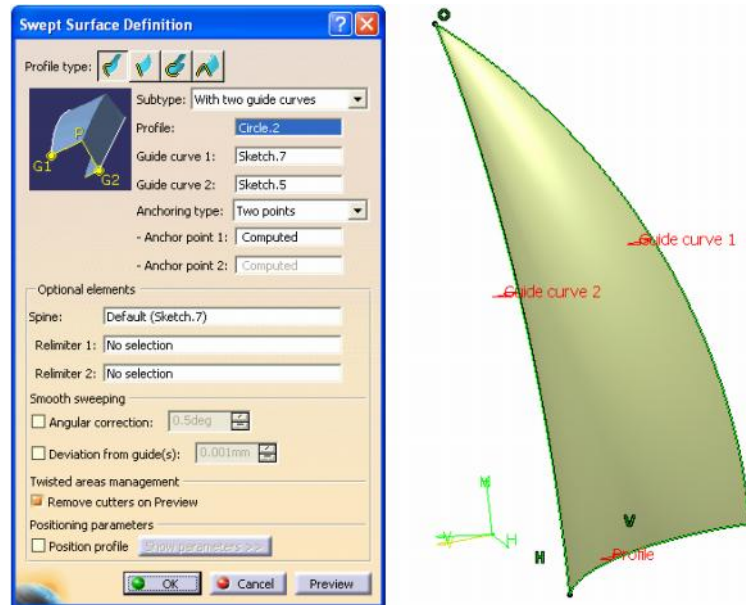 Swept Surface Definition
Profile type:
Subtype: With two guide curves
Profile: Circle.2
Guide curve 1: Sketch.7
Guide curve 2: Sketch.5
Anchoring type: Two points
- Anchor point 1: Computed
- Anchor point 2: Computed
P
G1
G2
Optional elements
Spine: Default (Sketch.7)
Relimiter 1: No selection
Relimiter 2: No selection
Smooth sweeping
Angular correction: 0.5deg
Deviation from guide(s): 0.001mm
Twisted areas management
Remove cutters on Preview
Positioning parameters
Position profile Show parameters >>
OK Cancel Preview
Guide curve 1
Guide curve 2
V
H
Profile
H